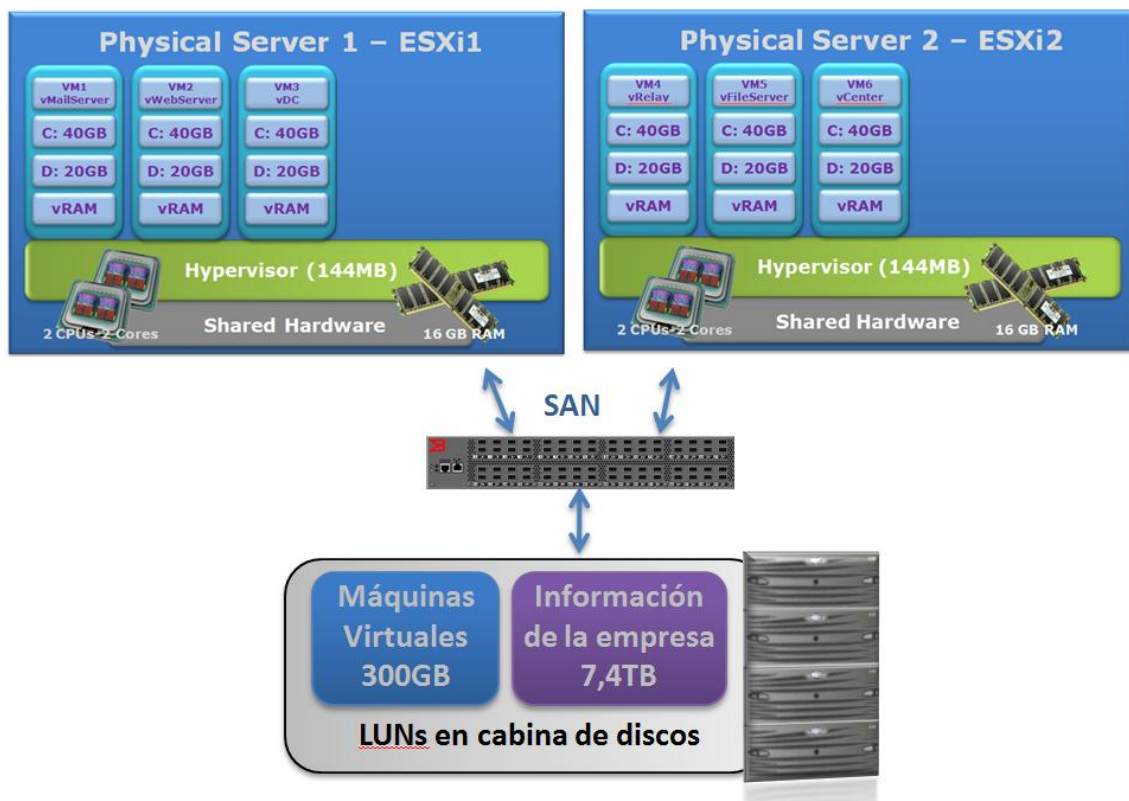 Physical Server 1 – ESXi1
VM1
vMailServer
C: 40GB
D: 20GB
vRAM
VM2
vWebServer
C: 40GB
D: 20GB
vRAM
VM3
vDC
C: 40GB
D: 20GB
vRAM
Hypervisor (144MB)
Shared Hardware
2 CPUs-2 Cores
16 GB RAM
Physical Server 2 – ESXi2
VM4
vRelay
C: 40GB
D: 20GB
vRAM
VM5
vFileServer
C: 40GB
D: 20GB
vRAM
VM6
vCenter
C: 40GB
D: 20GB
vRAM
Hypervisor (144MB)
Shared Hardware
2 CPUs-2 Cores
16 GB RAM
SAN
Máquinas
Virtuales
300GB
Información
de la empresa
7,4TB
LUNs en cabina de discos